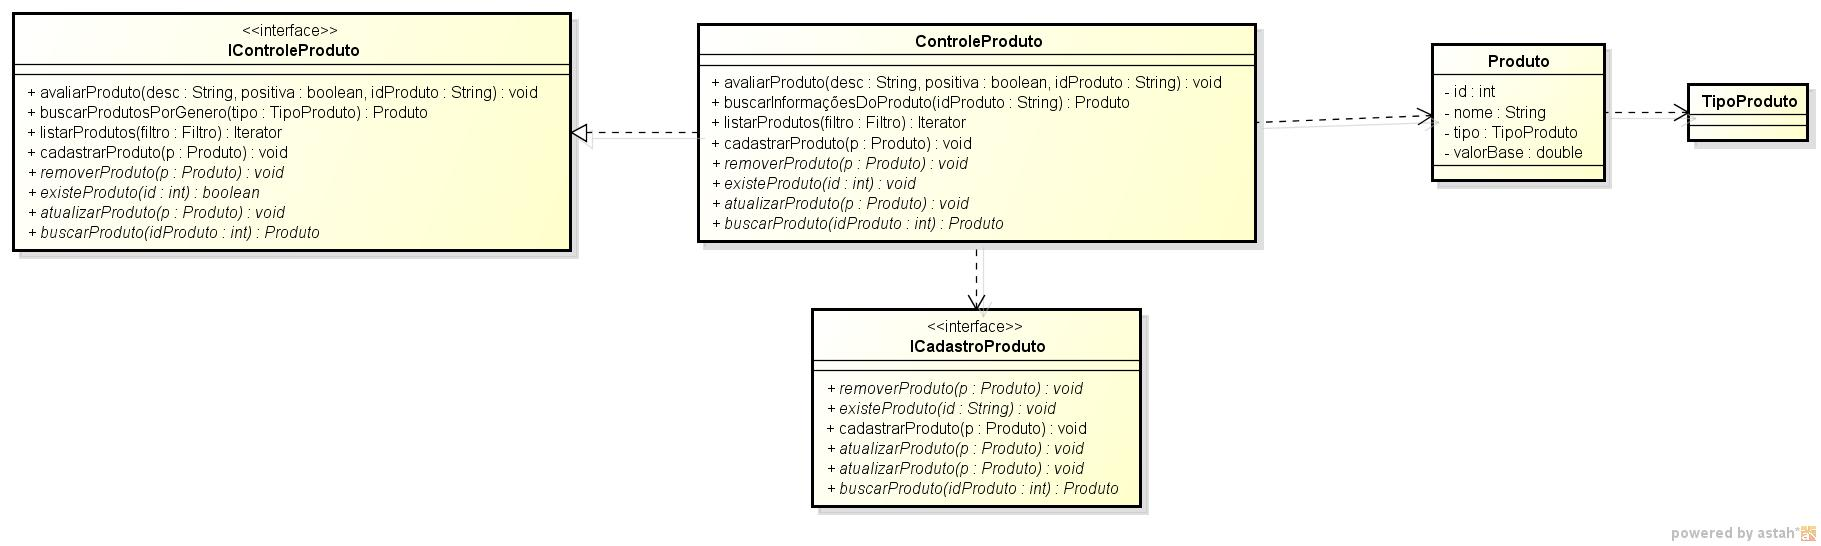 <<interface>>
IControleProduto
+ avaliarProduto(desc : String, positiva : boolean, idProduto : String) : void
+ buscarProdutosPorGenero(tipo : TipoProduto) : Produto
+ listarProdutos(filtro : Filtro) : Iterator
+ cadastrarProduto(p : Produto) : void
+ removerProduto(p : Produto) : void
+ existeProduto(id : int) : boolean
+ atualizarProduto(p : Produto) : void
+ buscarProduto(idProduto : int) : Produto
ControleProduto
+ avaliarProduto(desc : String, positiva : boolean, idProduto : String) : void
+ buscarInformaçõesDoProduto(idProduto : String) : Produto
+ listarProdutos(filtro : Filtro) : Iterator
+ cadastrarProduto(p : Produto) : void
+ removerProduto(p : Produto) : void
+ existeProduto(id : int) : void
+ atualizarProduto(p : Produto) : void
+ buscarProduto(idProduto : int) : Produto
Produto
- id : int
- nome : String
- tipo : TipoProduto
- valorBase : double
TipoProduto
<<interface>>
ICadastroProduto
+ removerProduto(p : Produto) : void
+ existeProduto(id : String) : void
+ cadastrarProduto(p : Produto) : void
+ atualizarProduto(p : Produto) : void
+ atualizarProduto(p : Produto) : void
+ buscarProduto(idProduto : int) : Produto
powered by astah*